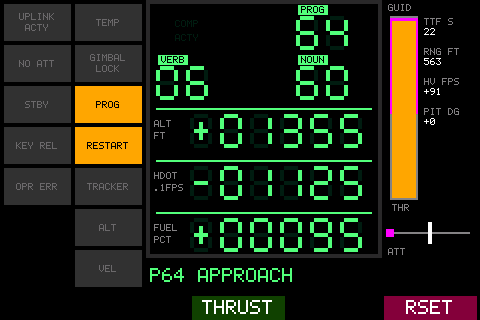 UPLINK
ACTY
TEMP
NO ATT
GIMBAL
LOCK
STBY
PROG
KEY REL
RESTART
OPR ERR
TRACKER
ALT
VEL
COMP
ACTY
PROG
64
VERB
06
NOUN
60
ALT
FT
+01355
HDOT
.1FPS
-01125
FUEL
PCT
+00095
P64 APPROACH
GUID
TTF S
22
RNG FT
563
HV FPS
+91
PIT DG
+0
THR
ATT
THRUST
RSET